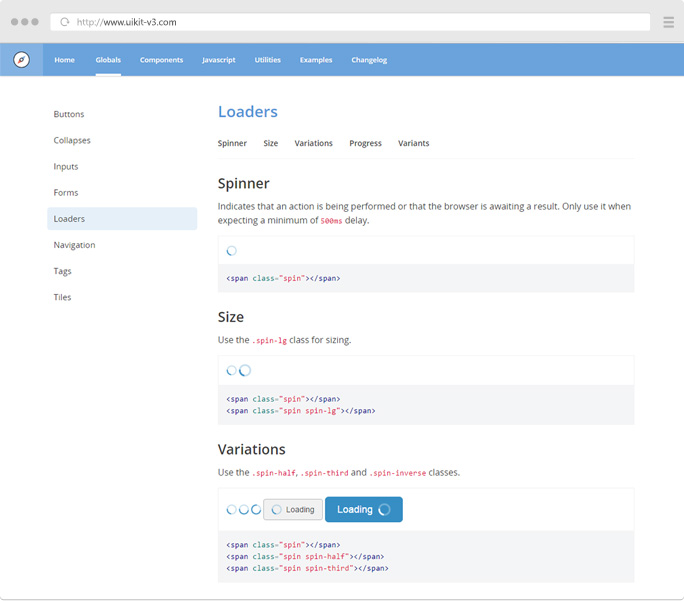 http://www.uikit-v3.com
Home Globals Components Javascript Utilities Examples Changelog
Buttons
Collapses
Inputs
Forms
Loaders
Navigation
Tags
Tiles
Loaders
Spinner Size Variations Progress Variants
Spinner
Indicates that an action is being performed or that the browser is awaiting a result. Only use it when
expecting a minimum of 500ms delay.
<span class="spin"></span>
Size
Use the .spin-lg class for sizing.
<span class="spin"></span>
<span class="spin spin-lg"></span>
Variations
Use the .spin-half, .spin-third and .spin-inverse classes.
Loading Loading
<span class="spin"></span>
<span class="spin spin-half"></span>
<span class="spin spin-third"></span>